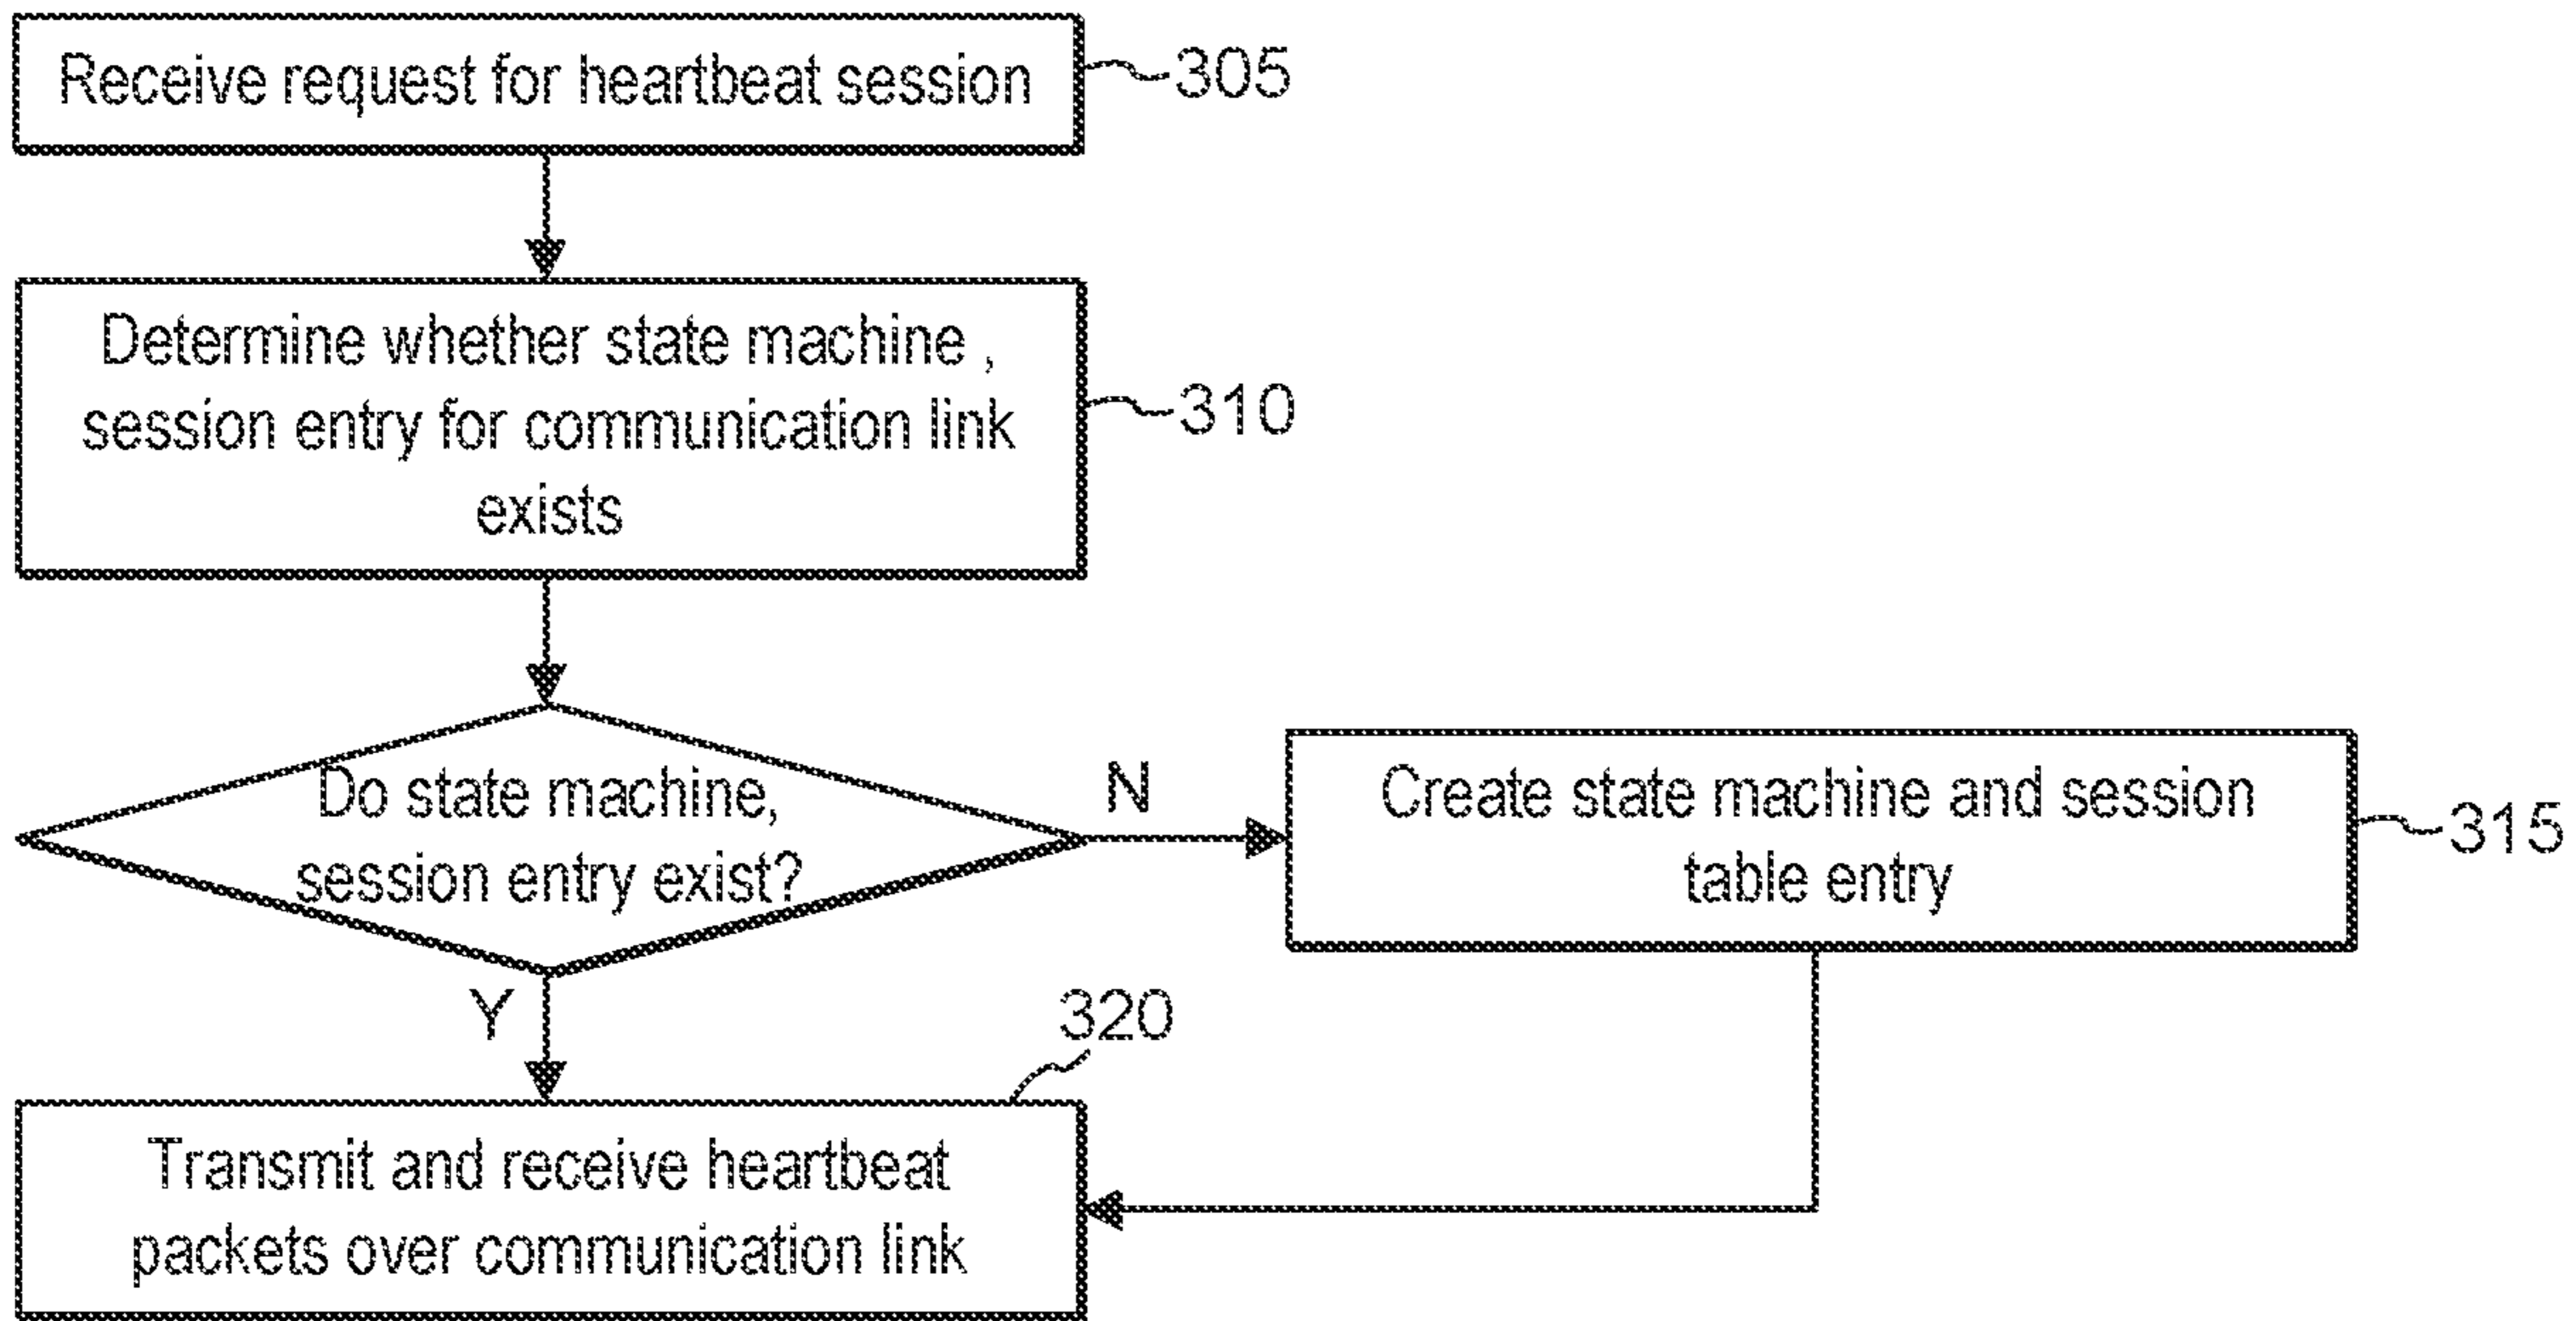 Receive request for heartbeat session
305
Determine whether state machine ,
session entry for communication link
exists
310
Do state machine,
session entry exist?
N
Create state machine and session
table entry
315
Y
320
Transmit and receive heartbeat
packets over communication link